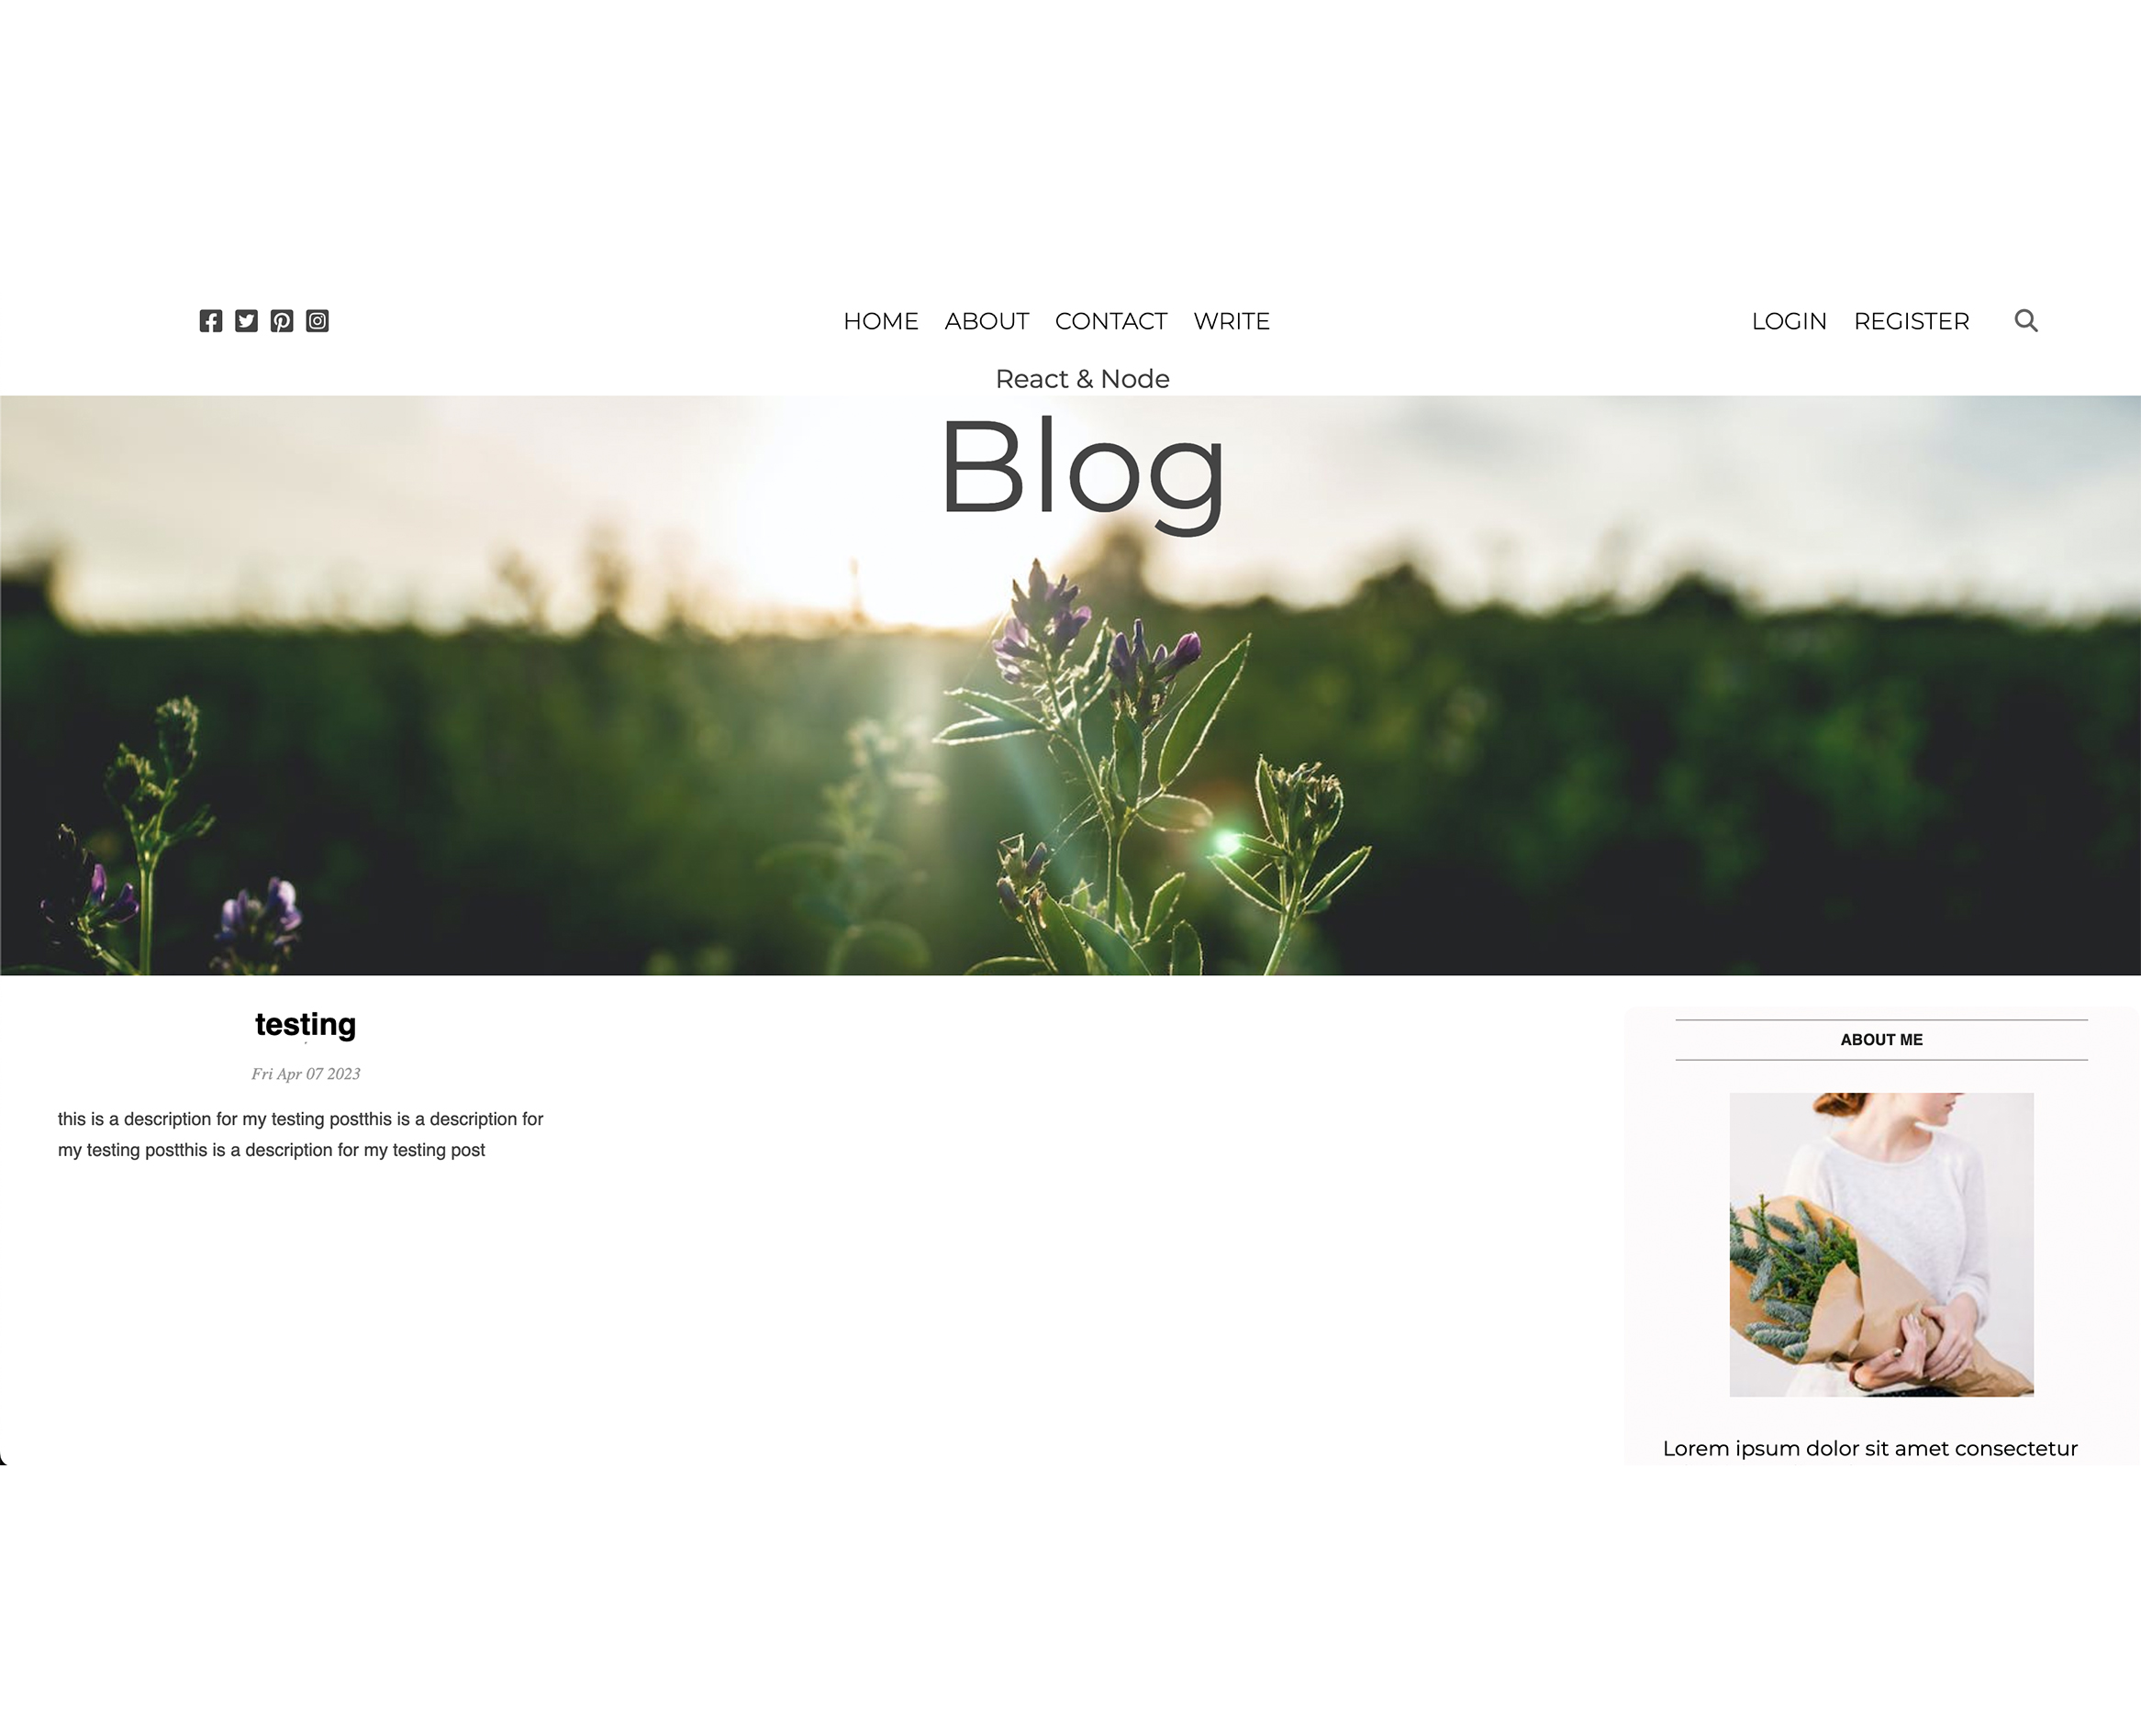 HOME ABOUT CONTACT WRITE
LOGIN REGISTER
React & Node
Blog
testing
Fri Apr 07 2023
this is a description for my testing postthis is a description for
my testing postthis is a description for my testing post
ABOUT ME
Lorem ipsum dolor sit amet consectetur